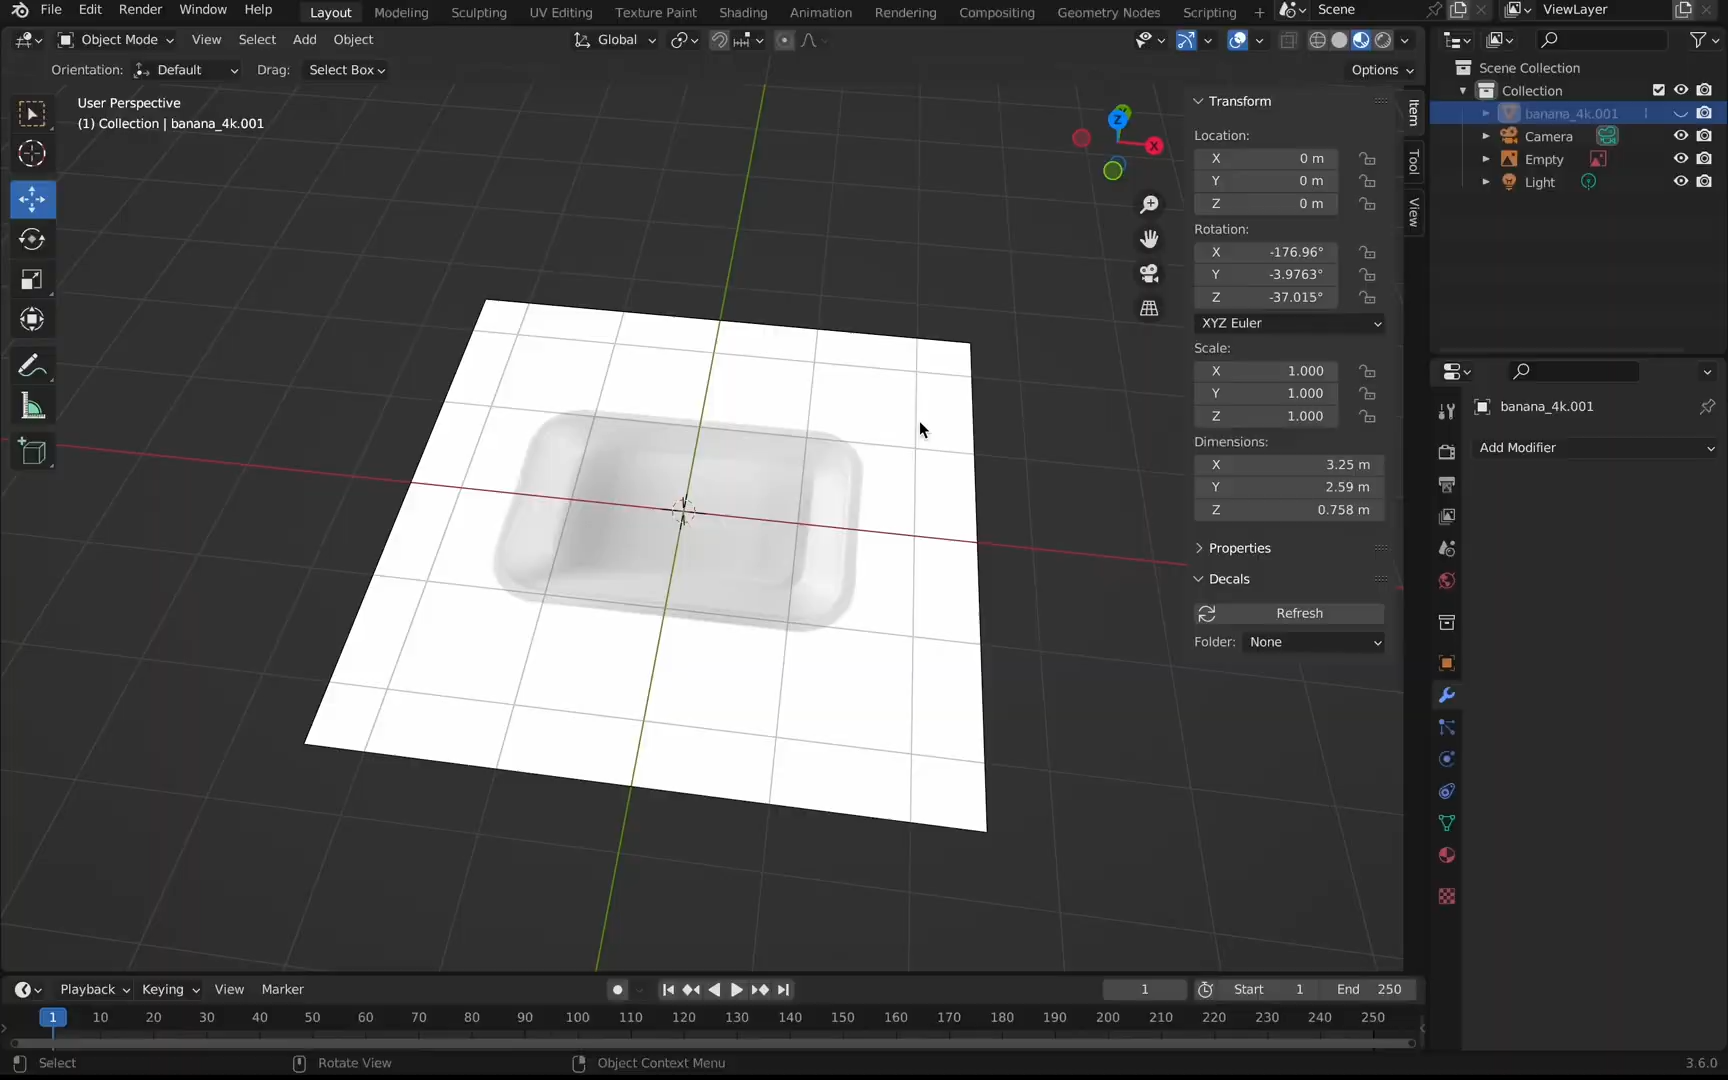 File Edit Render Window Help Layout Modeling Sculpting UV Editing Texture Paint Shading Animation Rendering Compositing Geometry Nodes Scripting + Scene ViewLayer
Object Mode View Select Add Object Global
Orientation: Default Drag: Select Box Options
User Perspective
(1) Collection | banana_4k.001
Z
X
Transform
Location:
X 0 m
Y 0 m
Z 0 m
Rotation:
X -176.96°
Y -3.9763°
Z -37.015°
XYZ Euler
Scale:
X 1.000
Y 1.000
Z 1.000
Dimensions:
X 3.25 m
Y 2.59 m
Z 0.758 m
Properties
Decals
Refresh
Folder: None
Item
Tool
View
Scene Collection
Collection
banana_4k.001
Camera
Empty
Light
banana_4k.001
Add Modifier
Playback Keying View Marker 1 Start 1 End 250
1 10 20 30 40 50 60 70 80 90 100 110 120 130 140 150 160 170 180 190 200 210 220 230 240 250
Select Rotate View Object Context Menu 3.6.0